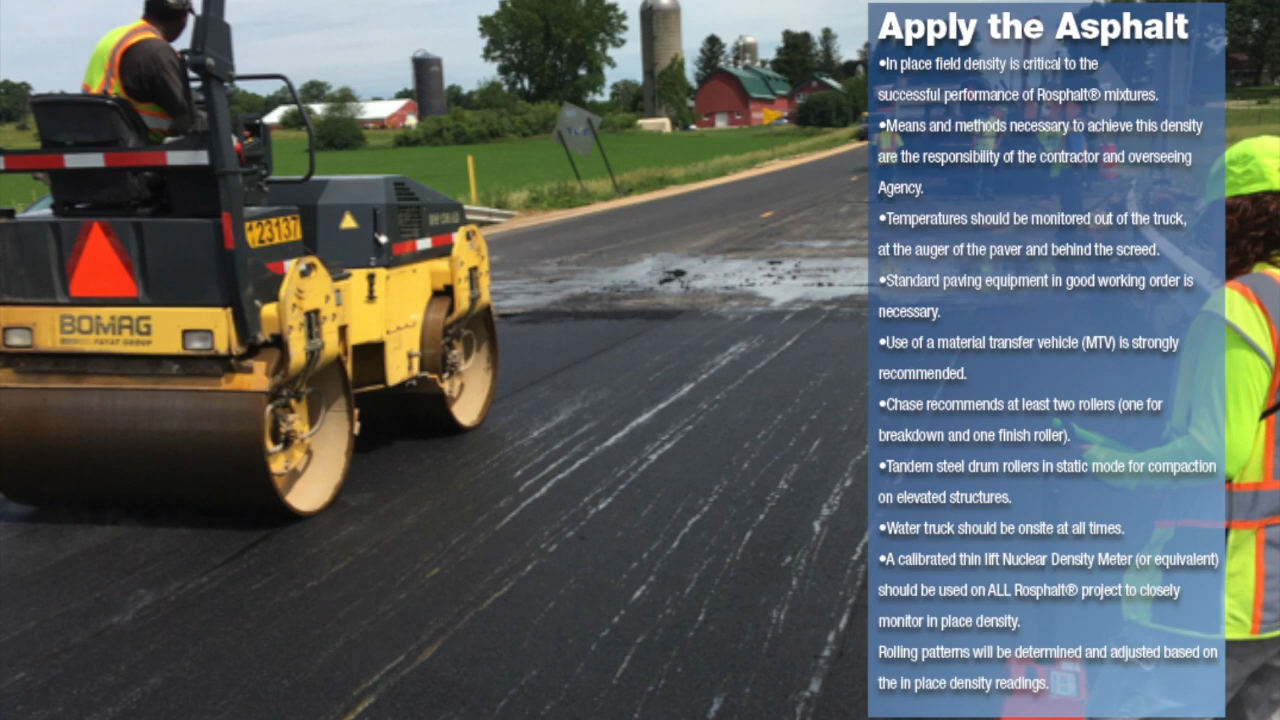 Apply the Asphalt
•In place field density is critical to the
successful performance of Rosphalt® mixtures.
•Means and methods necessary to achieve this density
are the responsibility of the contractor and overseeing
Agency.
•Temperatures should be monitored out of the truck,
at the auger of the paver and behind the screed.
•Standard paving equipment in good working order is
necessary.
•Use of a material transfer vehicle (MTV) is strongly
recommended.
•Chase recommends at least two rollers (one for
breakdown and one finish roller).
•Tandem steel drum rollers in static mode for compaction
on elevated structures.
•Water truck should be onsite at all times.
•A calibrated thin lift Nuclear Density Meter (or equivalent)
should be used on ALL Rosphalt® project to closely
monitor in place density.
Rolling patterns will be determined and adjusted based on
the in place density readings.
123137
BOMAG
FAYAT GROUP